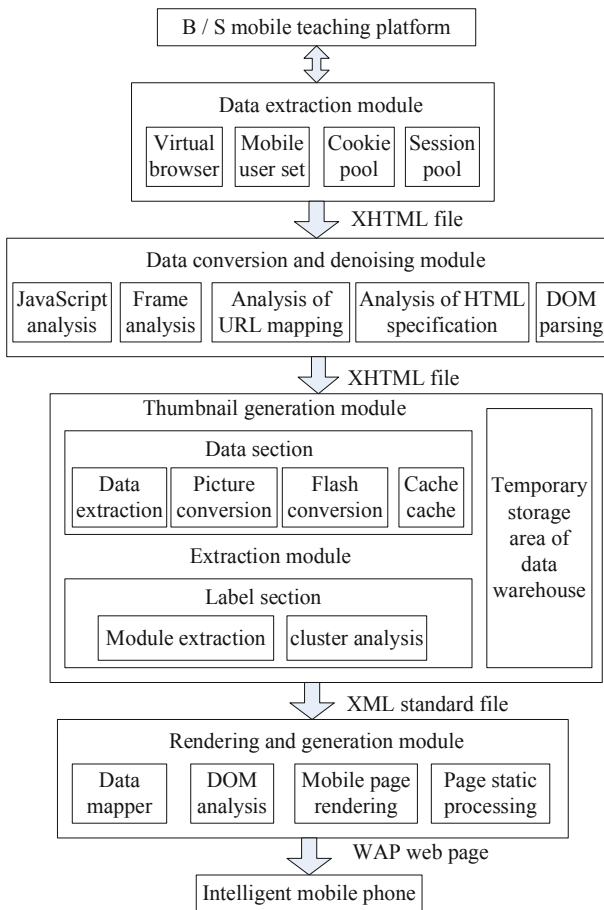 B / S mobile teaching platform
Data extraction module
Virtual
browser
Mobile
user set
Cookie
pool
Session
pool
XHTML file
Data conversion and denoising module
JavaScript
analysis
Frame
analysis
Analysis of
URL mapping
Analysis of HTML
specification
DOM
parsing
XHTML file
Thumbnail generation module
Data section
Data
extraction
Picture
conversion
Flash
conversion
Cache
cache
Extraction module
Label section
Module extraction
cluster analysis
Temporary
storage
area of
data
warehouse
XML standard file
Rendering and generation module
Data
mapper
DOM
analysis
Mobile page
rendering
Page static
processing
WAP web page
Intelligent mobile phone